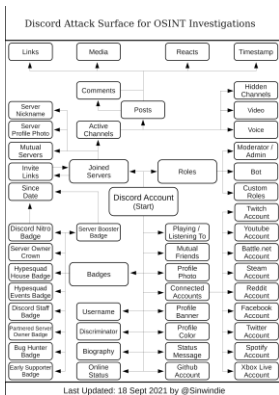 Discord Attack Surface for OSINT Investigations
Links
Media
Reacts
Timestamp
Comments
Posts
Hidden
Channels
Server
Nickname
Video
Server
Profile Photo
Active
Channels
Voice
Mutual
Servers
Moderator /
Admin
Invite
Links
Joined
Servers
Roles
Bot
Since
Date
Custom
Roles
Discord Account
(Start)
Twitch
Account
Discord Nitro
Badge
Server Booster
Badge
Playing /
Listening To
Youtube
Account
Server Owner
Crown
Mutual
Friends
Battle.net
Account
Hypesquad
House Badge
Badges
Profile
Photo
Steam
Account
Hypesquad
Events Badge
Connected
Accounts
Reddit
Account
Discord Staff
Badge
Username
Profile
Banner
Facebook
Account
Partnered Server
Owner Badge
Discriminator
Profile
Color
Twitter
Account
Bug Hunter
Badge
Biography
Status
Message
Spotify
Account
Early Supporter
Badge
Online
Status
Github
Account
Xbox Live
Account
Last Updated: 18 Sept 2021 by @Sinwindie